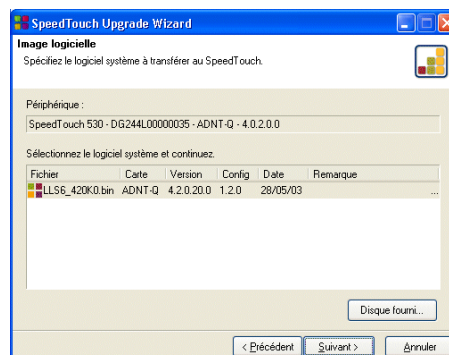 SpeedTouch Upgrade Wizard
Image logicielle
Spécifiez le logiciel système à transférer au SpeedTouch.
Périphérique :
SpeedTouch 530 - DG244L00000035 - ADNT-Q - 4.0.2.0.0
Sélectionnez le logiciel système et continuez.
Fichier Carte Version Config Date Remarque
LLS6_420K0.bin ADNT-Q 4.2.0.20.0 1.2.0 28/05/03 ...
Disque fourni...
< Précédent Suivant > Annuler